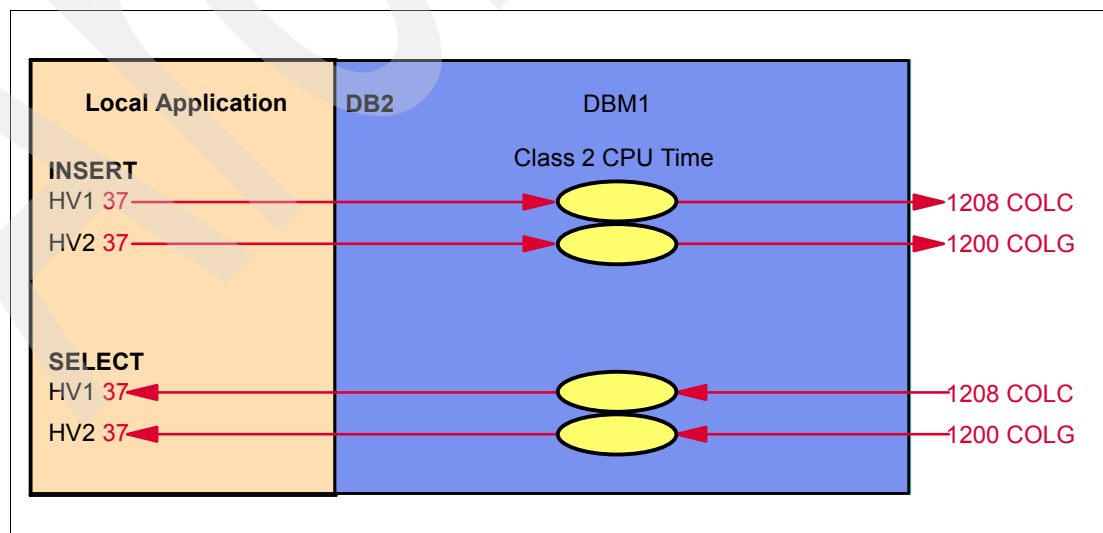 Local Application DB2 DBM1
Class 2 CPU Time
INSERT
HV1 37 1208 COLC
HV2 37 1200 COLG
SELECT
HV1 37 1208 COLC
HV2 37 1200 COLG